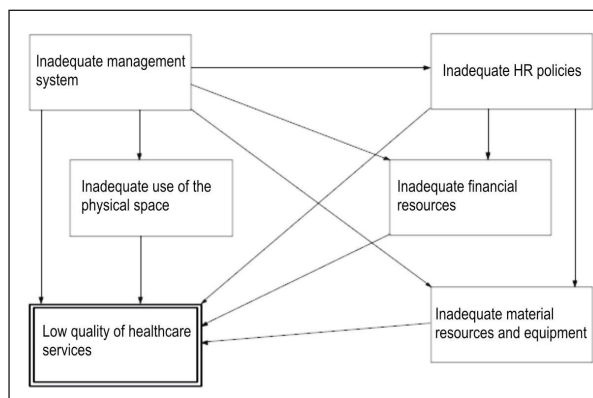 Inadequate management
system
Inadequate HR policies
Inadequate use of the
physical space
Inadequate financial
resources
Low quality of healthcare
services
Inadequate material
resources and equipment